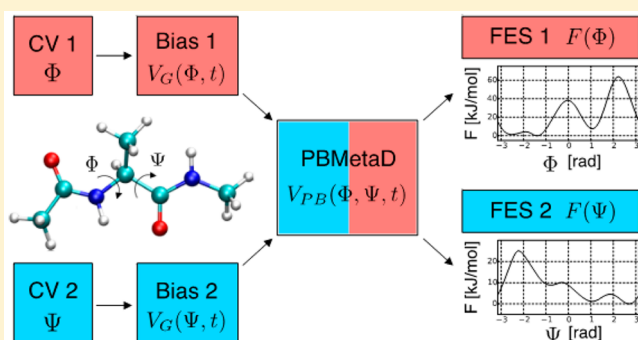 CV 1
Φ
Bias 1
V_G(Φ, t)
Φ
Ψ
PBMetaD
V_PB(Φ, Ψ, t)
CV 2
Ψ
Bias 2
V_G(Ψ, t)
FES 1 F(Φ)
F [kJ/mol]
60
40
20
0
−3 −2 −1 0 1 2 3
Φ [rad]
FES 2 F(Ψ)
F [kJ/mol]
20
10
0
−3 −2 −1 0 1 2 3
Ψ [rad]